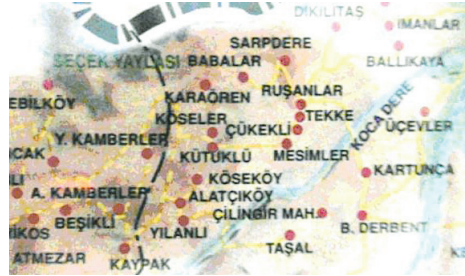 DİKİLİTAŞ
İMANLAR
SARPDERE
SEÇEK YAYLASI BABALAR
BALLIKAYA
EBİLKÖY
KARAÖREN
RUŞANLAR
KÖSELER
TEKKE
KOCA DERE
ÜÇEVLER
ÇÜKEKLİ
Y. KAMBERLER
KÜTÜKLÜ
MESİMLER
KÖSEKÖY
KARTUNCA
A. KAMBERLER
ALATÇIKÖY
ÇİLİNGİR MAH.
BEŞİKLİ
YILANLI
B. DERBENT
TAŞAL
ATMEZAR
KAYPAK